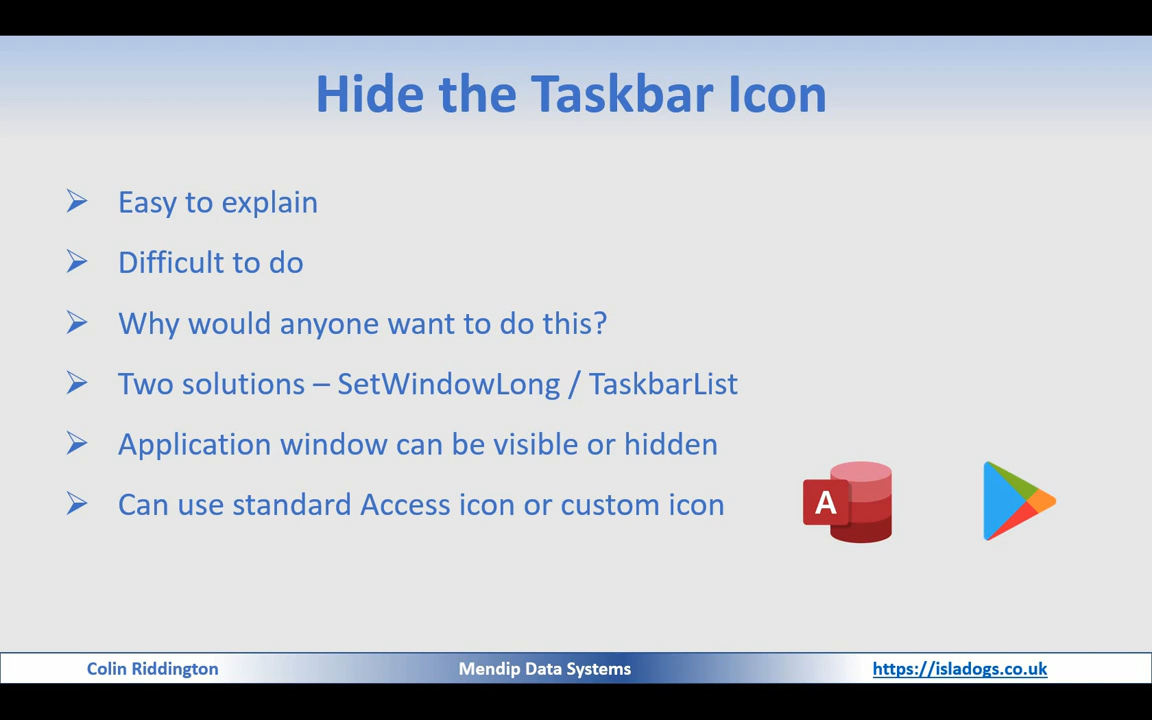 Hide the Taskbar Icon
Easy to explain
Difficult to do
Why would anyone want to do this?
Two solutions – SetWindowLong / TaskbarList
Application window can be visible or hidden
Can use standard Access icon or custom icon
A
Colin Riddington
Mendip Data Systems
https://isladogs.co.uk